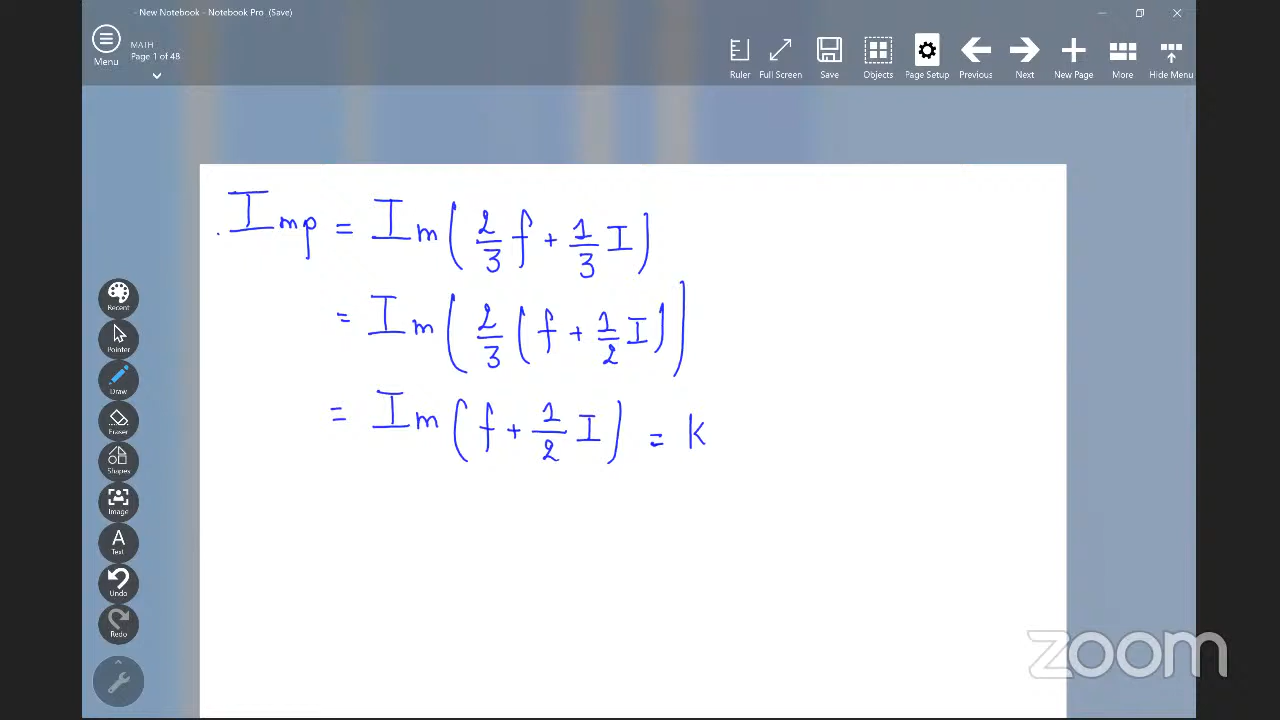 - New Notebook - Notebook Pro (Save)
Menu
MATH
Page 1 of 48
Ruler
Full Screen
Save
Objects
Page Setup
Previous
Next
New Page
More
Hide Menu
Imp = Im(2/3 f + 1/3 I)
= Im(2/3 (f + 1/2 I))
= Im(f + 1/2 I) = K
Recent
Pointer
Draw
Eraser
Shapes
Image
A
Text
Undo
Redo
zoom